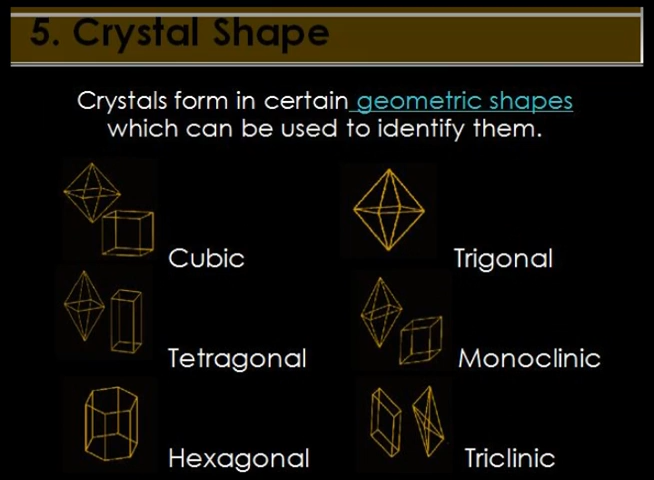 5. Crystal Shape
Crystals form in certain geometric shapes
which can be used to identify them.
Cubic
Trigonal
Tetragonal
Monoclinic
Hexagonal
Triclinic